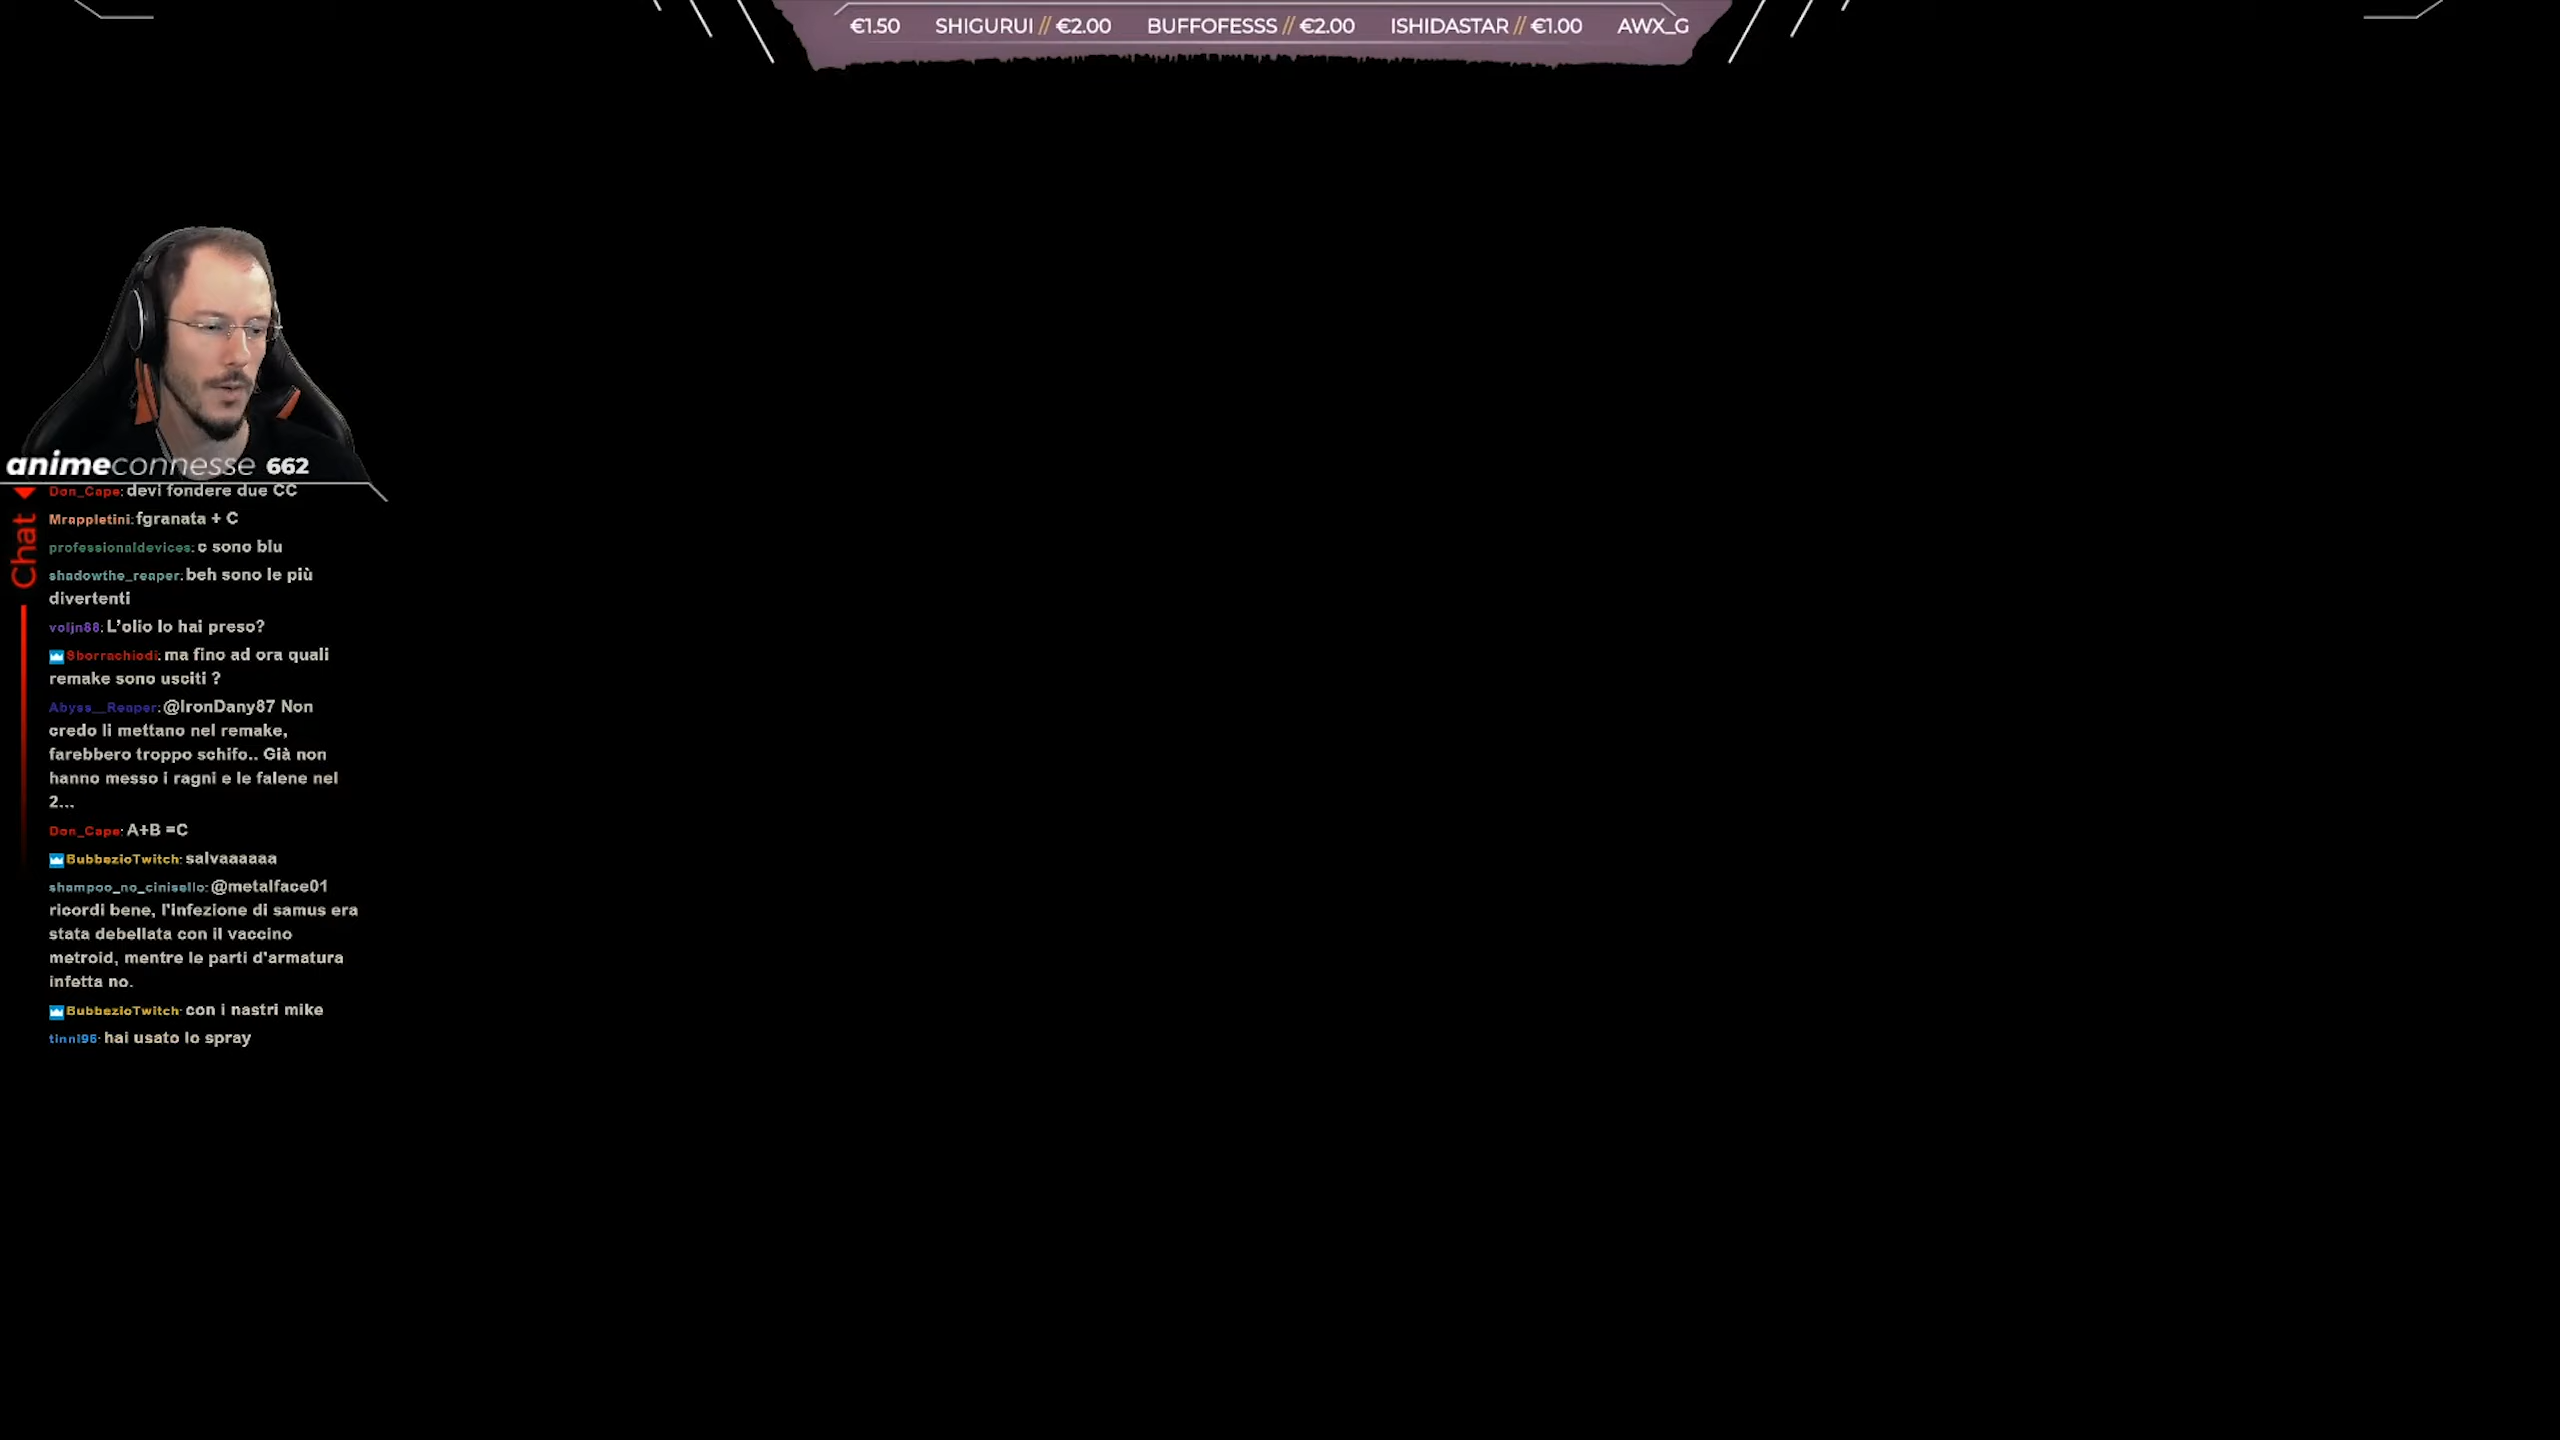 €1.50 SHIGURUI // €2.00 BUFFOFESSS // €2.00 ISHIDASTAR // €1.00 AWX_G
animeconnesse 662
Chat
Don_Cape: devi fondere due CC
Mrappletini: fgranata + C
professionaldevices: c sono blu
shadowthe_reaper: beh sono le più
divertenti
voljn88: L'olio lo hai preso?
Sborrachiodi: ma fino ad ora quali
remake sono usciti ?
Abyss__Reaper: @IronDany87 Non
credo li mettano nel remake,
farebbero troppo schifo.. Già non
hanno messo i ragni e le falene nel
2...
Don_Cape: A+B =C
BubbezioTwitch: salvaaaaaa
shampoo_no_cinisello: @metalface01
ricordi bene, l'infezione di samus era
stata debellata con il vaccino
metroid, mentre le parti d'armatura
infetta no.
BubbezioTwitch: con i nastri mike
tinni96: hai usato lo spray